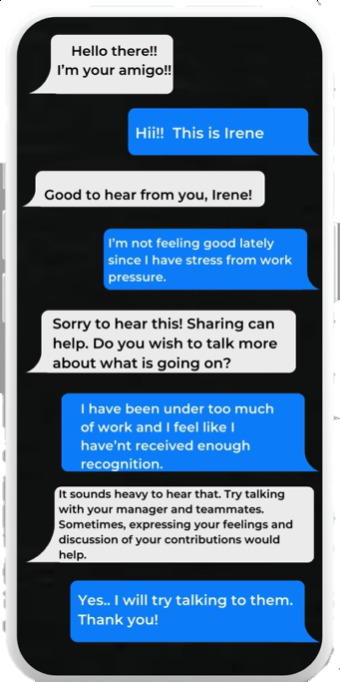 Hello there!!
I'm your amigo!!
Hii!! This is Irene
Good to hear from you, Irene!
I'm not feeling good lately
since I have stress from work
pressure.
Sorry to hear this! Sharing can
help. Do you wish to talk more
about what is going on?
I have been under too much
of work and I feel like I
have'nt received enough
recognition.
It sounds heavy to hear that. Try talking
with your manager and teammates.
Sometimes, expressing your feelings and
discussion of your contributions would
help.
Yes.. I will try talking to them.
Thank you!